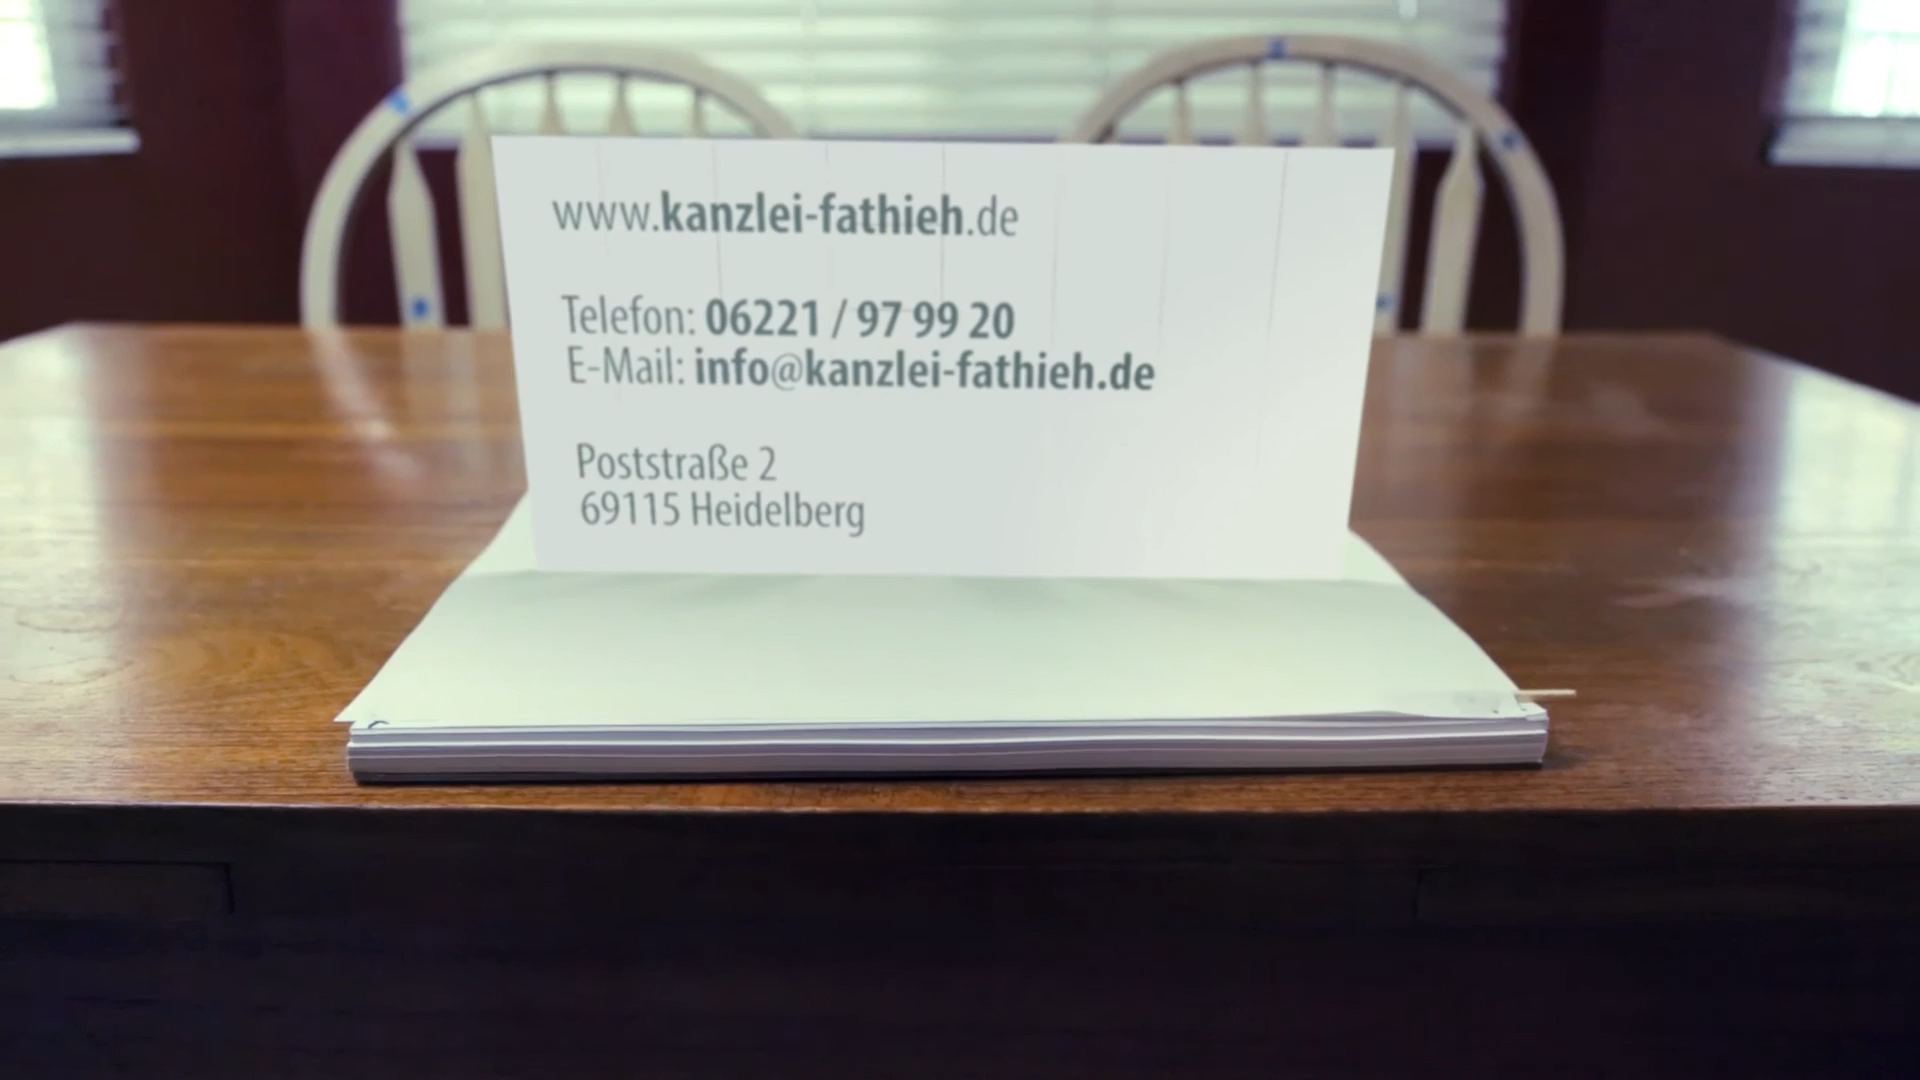 www.kanzlei-fathieh.de
Telefon: 06221 / 97 99 20
E-Mail: info@kanzlei-fathieh.de
Poststraße 2
69115 Heidelberg